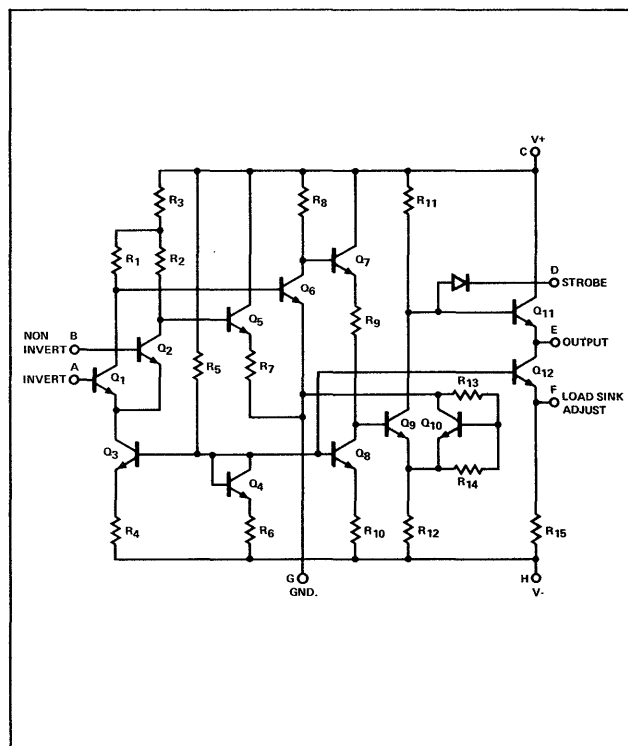 V+
C
R3
R8
R11
R1
R2
Q7
D
STROBE
Q6
Q11
NON
INVERT
B
Q2
Q5
R9
E
OUTPUT
R5
R7
Q12
INVERT
A
Q1
R13
F
LOAD SINK
ADJUST
Q3
Q4
Q8
Q9
Q10
R14
R4
R6
R10
R12
R15
G
GND.
H
V-